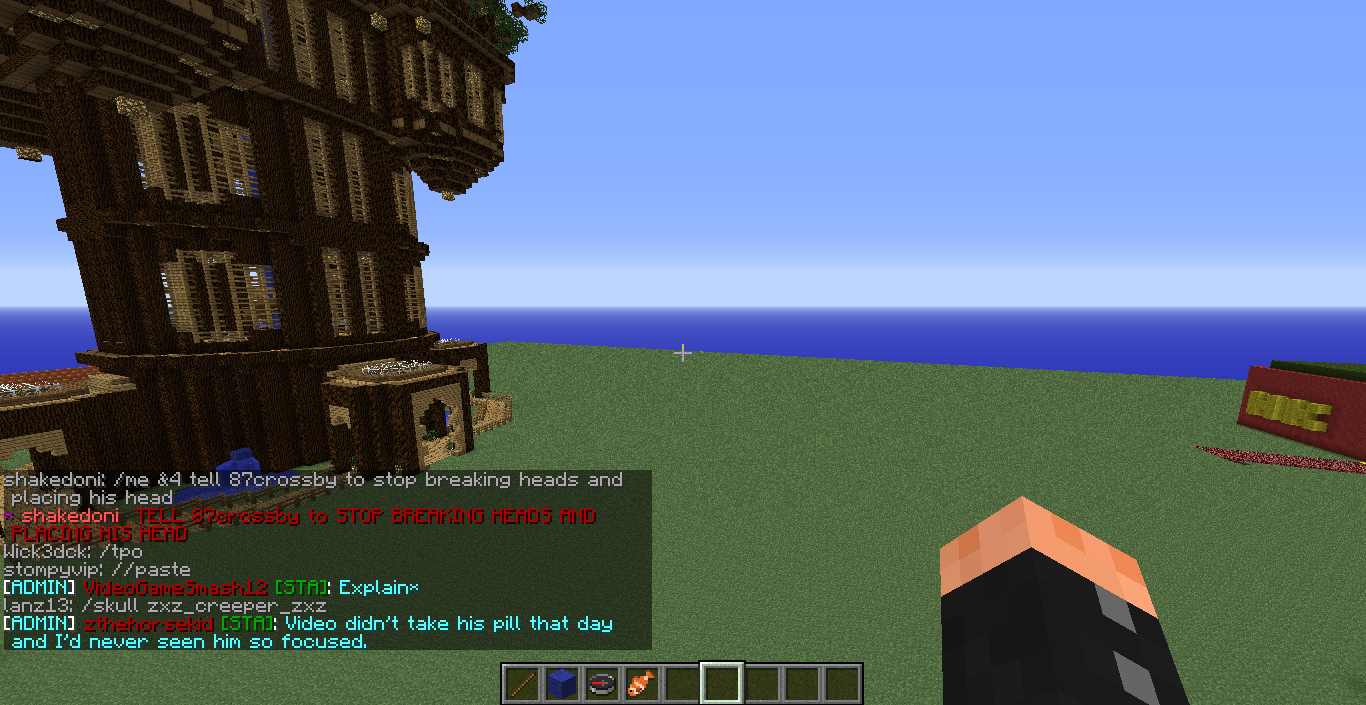 shakedoni: /me &4 tell 87crossby to stop breaking heads and
placing his head
* shakedoni TELL 87crossby to STOP BREAKING HEADS AND
PLACING HIS HEAD
Wick3dck: /tpo
stompyvip: //paste
[ADMIN] VideoGameSmash12 [STA]: Explain*
lanz13: /skull zxz_creeper_zxz
[ADMIN] zthehorsekid [STA]: Video didn't take his pill that day
and I'd never seen him so focused.